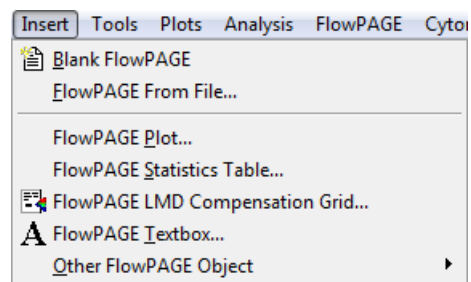 Insert Tools Plots Analysis FlowPAGE Cyto
Blank FlowPAGE
FlowPAGE From File...
FlowPAGE Plot...
FlowPAGE Statistics Table...
FlowPAGE LMD Compensation Grid...
A FlowPAGE Textbox...
Other FlowPAGE Object